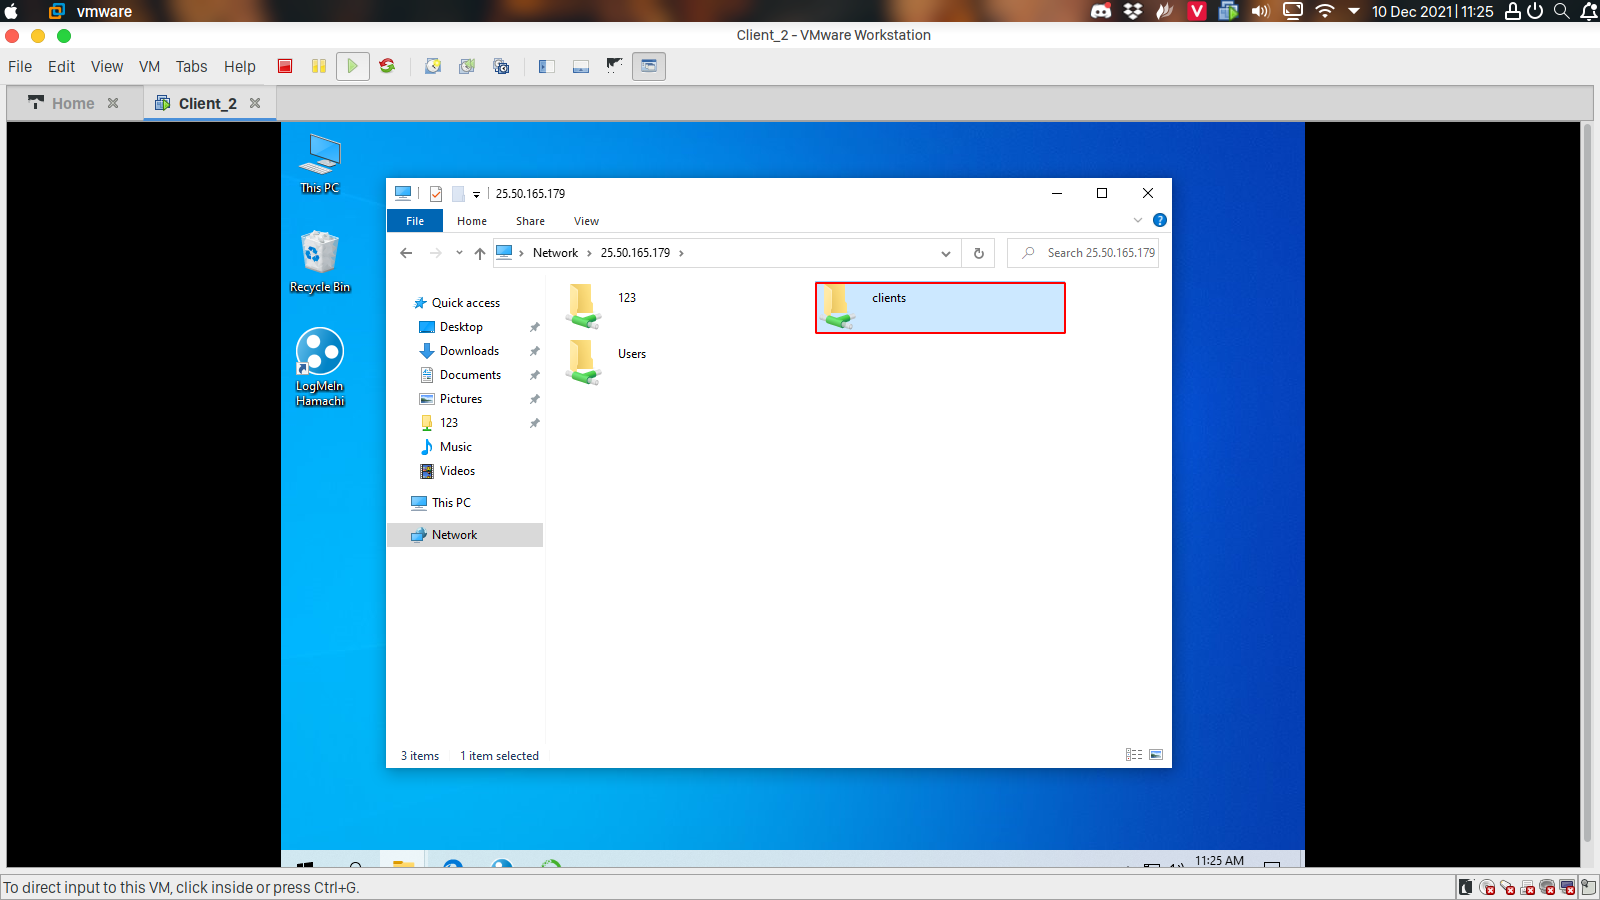 vmware
10 Dec 2021 | 11:25
Client_2 - VMware Workstation
File Edit View VM Tabs Help
Home
Client_2
This PC
Recycle Bin
LogMeIn
Hamachi
25.50.165.179
File Home Share View
Network 25.50.165.179
Search 25.50.165.179
Quick access
Desktop
Downloads
Documents
Pictures
123
Music
Videos
This PC
Network
123
clients
Users
3 items 1 item selected
11:25 AM
To direct input to this VM, click inside or press Ctrl+G.